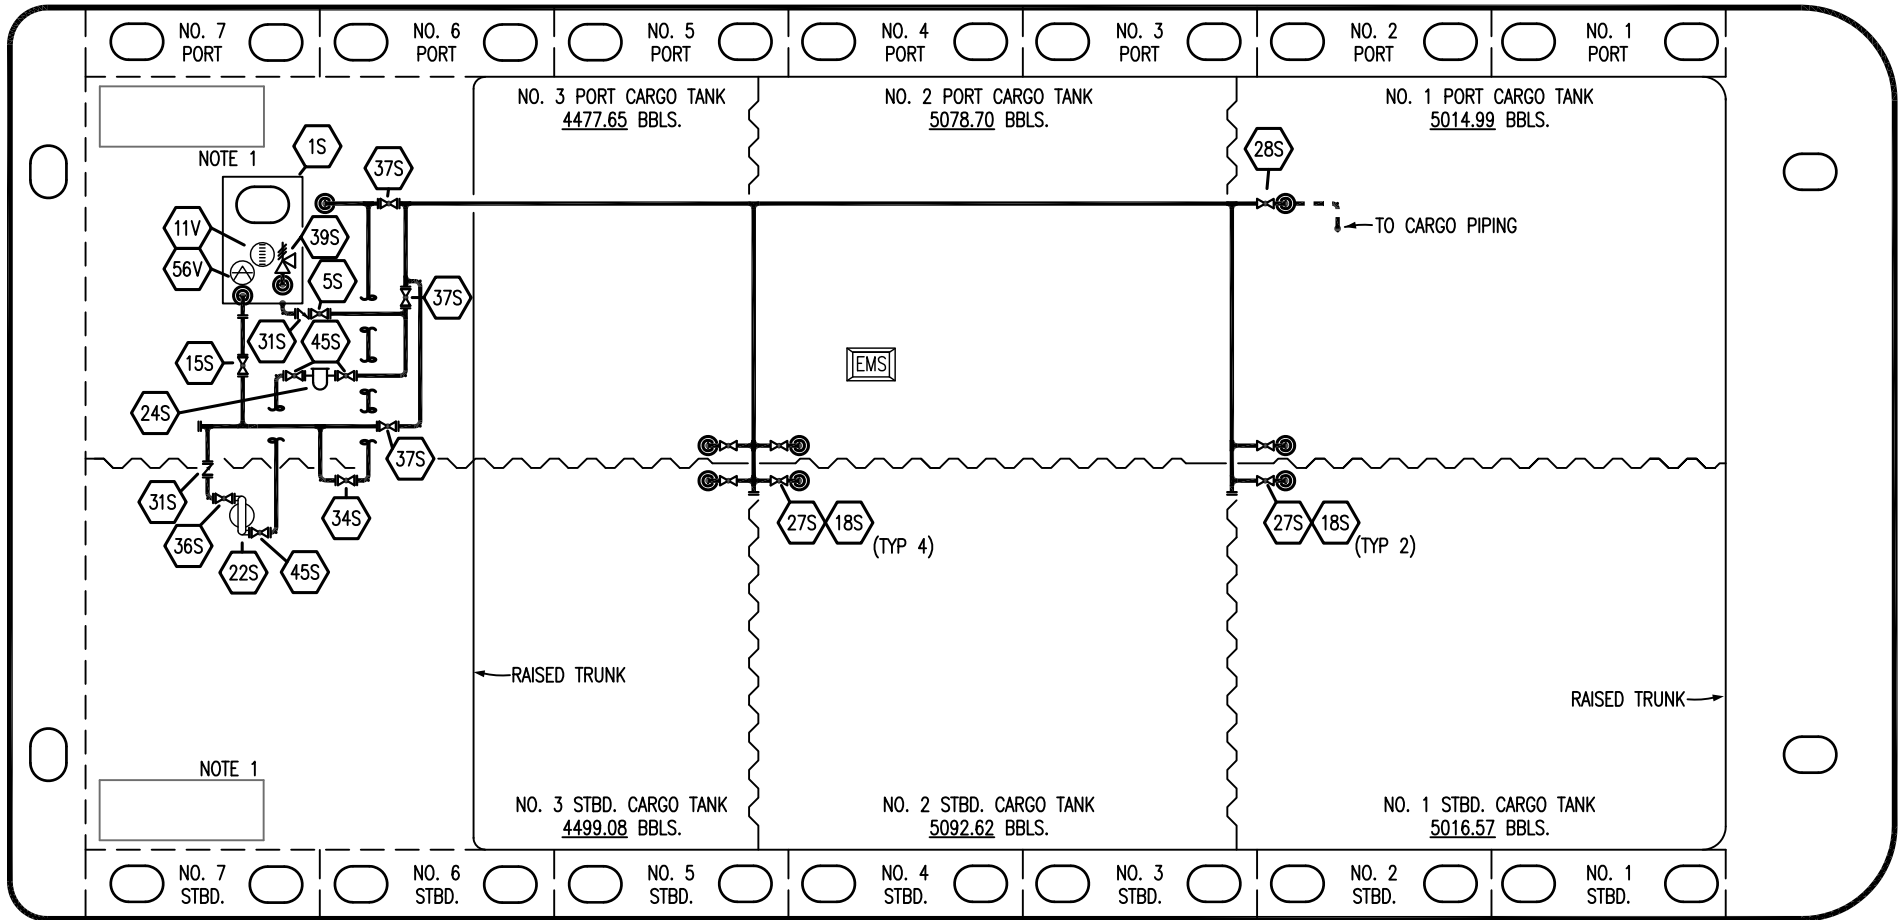 NO. 7
PORT
NO. 6
PORT
NO. 5
PORT
NO. 4
PORT
NO. 3
PORT
NO. 2
PORT
NO. 1
PORT
NO. 3 PORT CARGO TANK
4477.65 BBLS.
NO. 2 PORT CARGO TANK
5078.70 BBLS.
NO. 1 PORT CARGO TANK
5014.99 BBLS.
NOTE 1
1S
37S
28S
11V
39S
TO CARGO PIPING
56V
5S
37S
31S
45S
15S
EMS
24S
37S
31S
34S
27S
18S
(TYP 4)
27S
18S
(TYP 2)
36S
22S
45S
RAISED TRUNK
RAISED TRUNK
NOTE 1
NO. 3 STBD. CARGO TANK
4499.08 BBLS.
NO. 2 STBD. CARGO TANK
5092.62 BBLS.
NO. 1 STBD. CARGO TANK
5016.57 BBLS.
NO. 7
STBD.
NO. 6
STBD.
NO. 5
STBD.
NO. 4
STBD.
NO. 3
STBD.
NO. 2
STBD.
NO. 1
STBD.